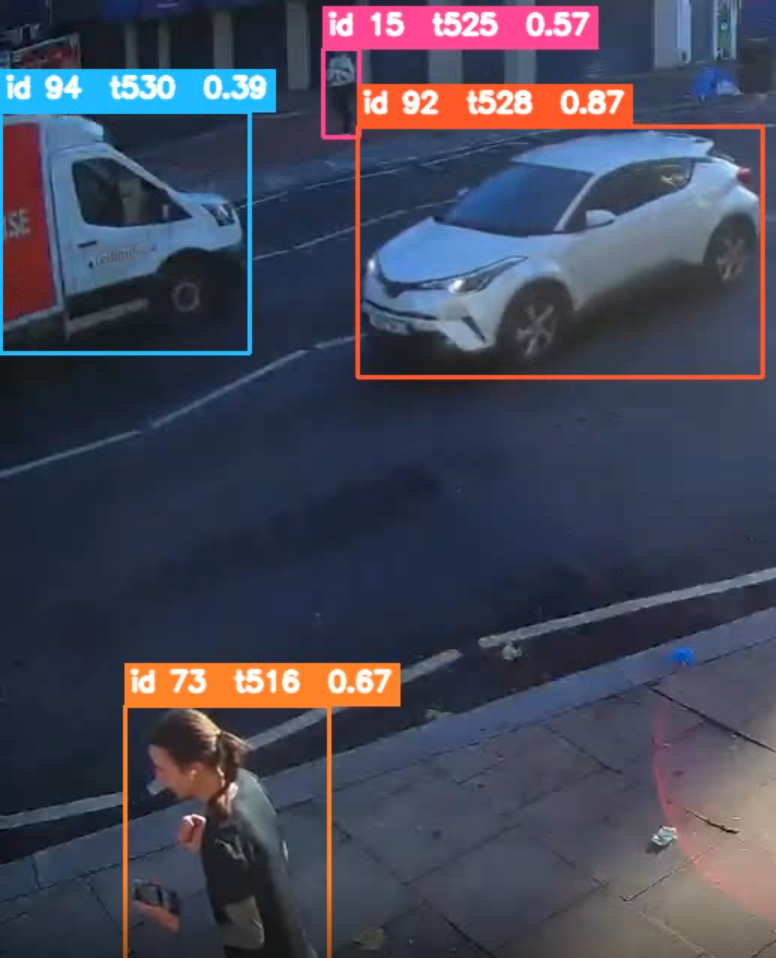 id 15 t525 0.57
id 94 t530 0.39
id 92 t528 0.87
ISE
id 73 t516 0.67